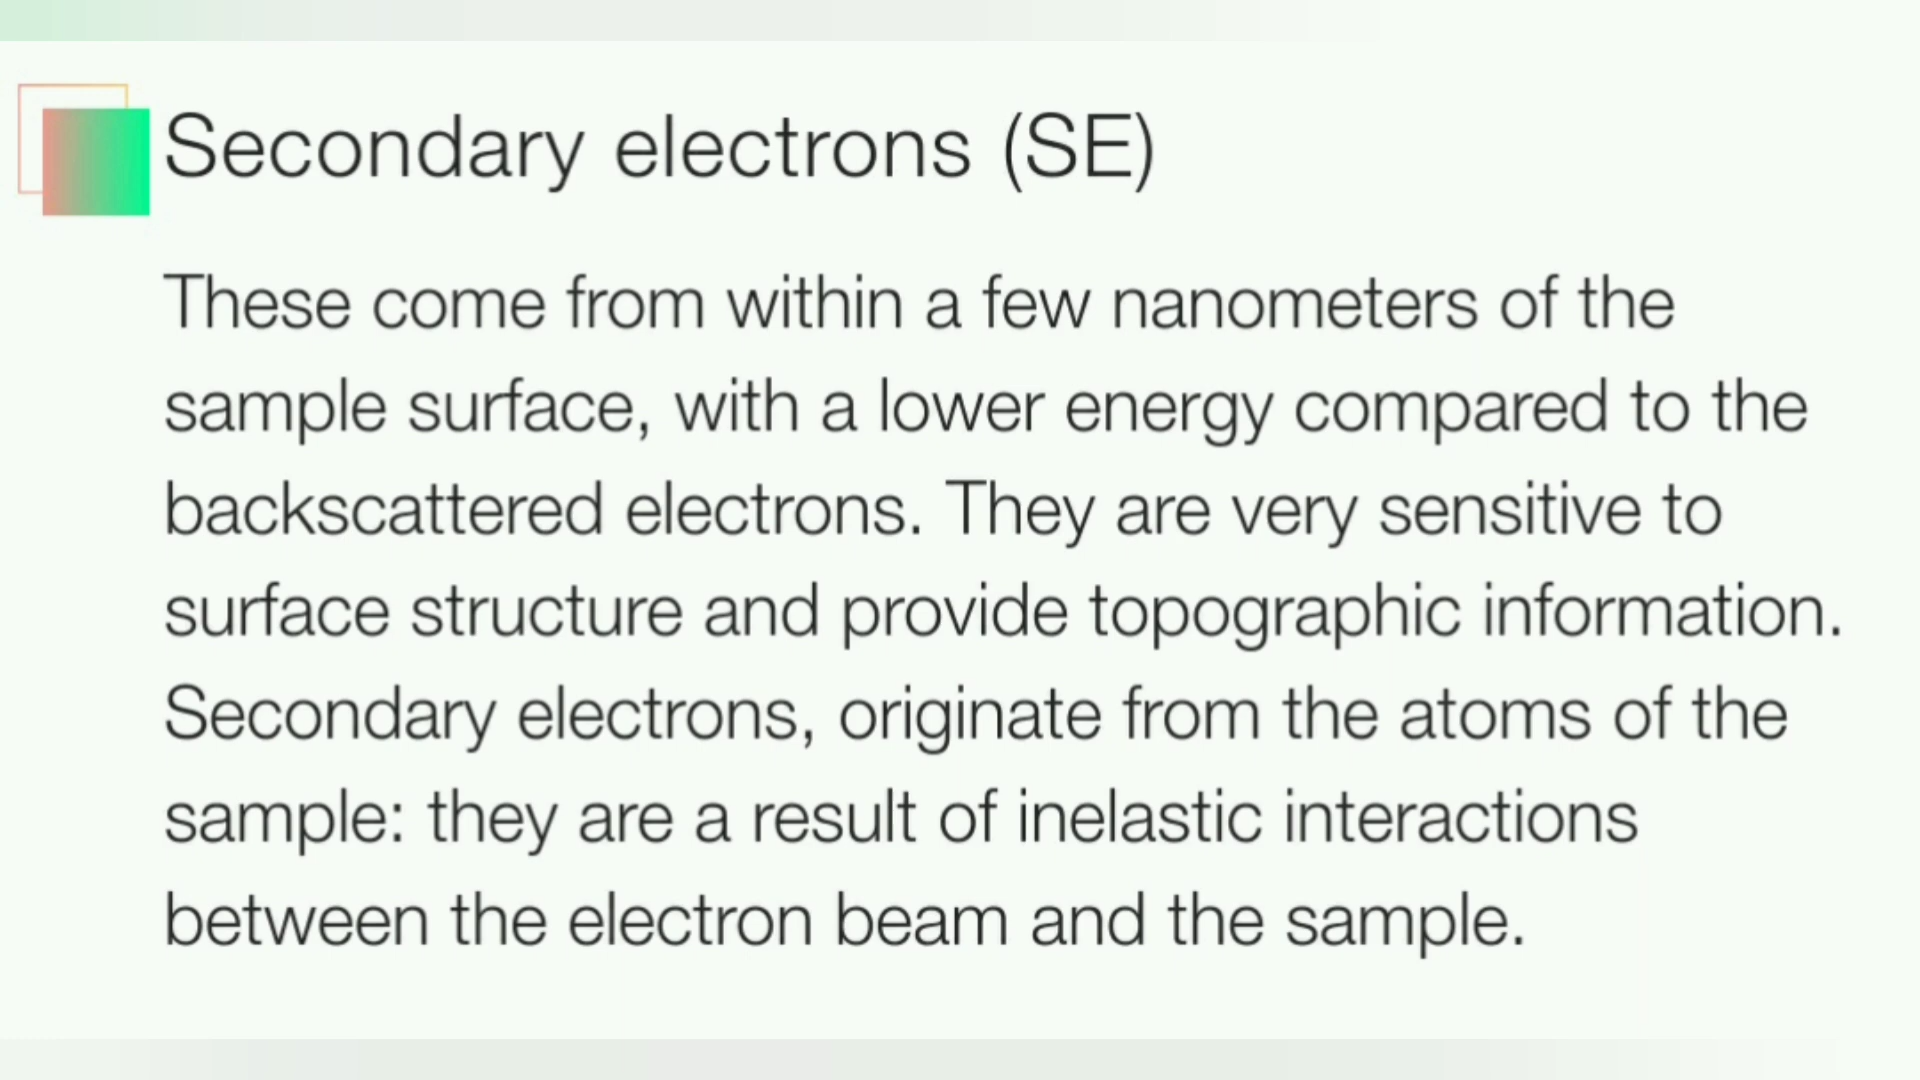 Secondary electrons (SE)
These come from within a few nanometers of the
sample surface, with a lower energy compared to the
backscattered electrons. They are very sensitive to
surface structure and provide topographic information.
Secondary electrons, originate from the atoms of the
sample: they are a result of inelastic interactions
between the electron beam and the sample.